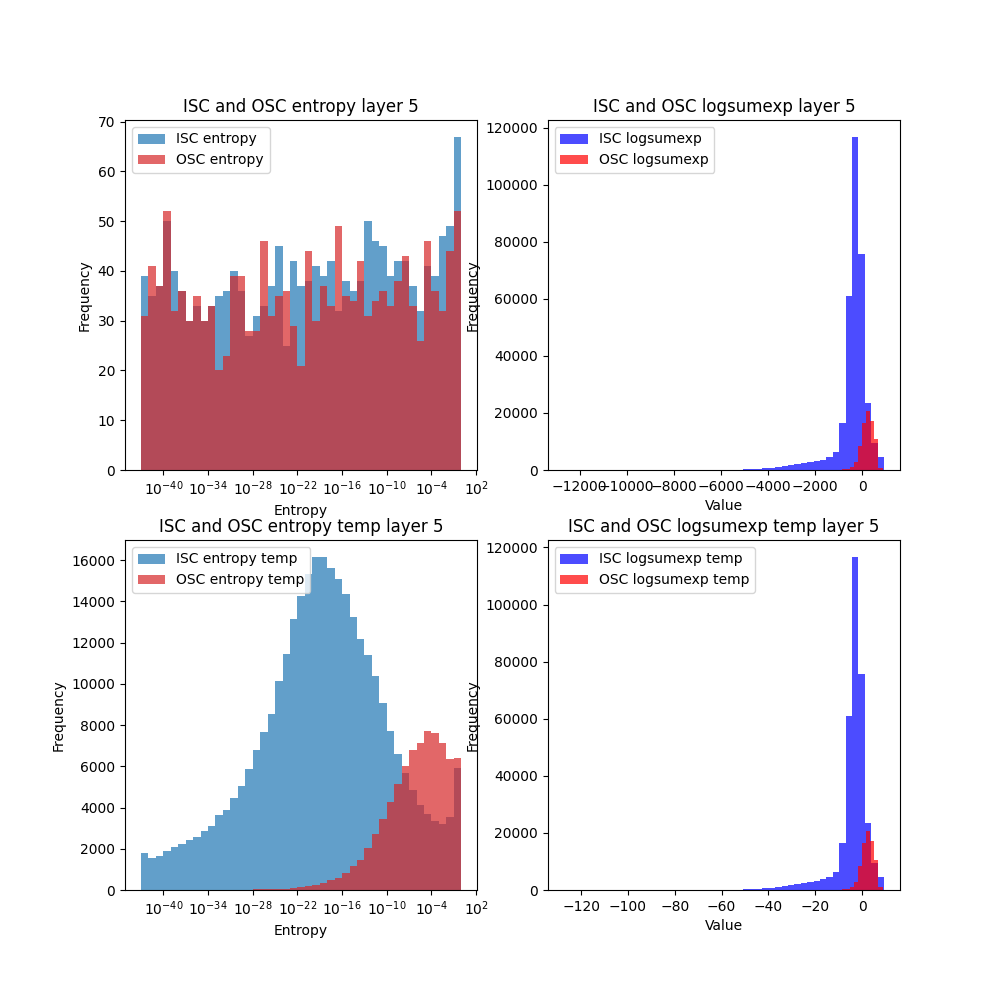 ISC and OSC entropy layer 5
ISC entropy
OSC entropy
70
60
50
40
30
20
10
0
Frequency
10⁻⁴⁰ 10⁻³⁴ 10⁻²⁸ 10⁻²² 10⁻¹⁶ 10⁻¹⁰ 10⁻⁴ 10²
Entropy
ISC and OSC logsumexp layer 5
ISC logsumexp
OSC logsumexp
120000
100000
80000
60000
40000
20000
0
Frequency
−12000 −10000 −8000 −6000 −4000 −2000 0
Value
ISC and OSC entropy temp layer 5
ISC entropy temp
OSC entropy temp
16000
14000
12000
10000
8000
6000
4000
2000
0
Frequency
10⁻⁴⁰ 10⁻³⁴ 10⁻²⁸ 10⁻²² 10⁻¹⁶ 10⁻¹⁰ 10⁻⁴ 10²
Entropy
ISC and OSC logsumexp temp layer 5
ISC logsumexp temp
OSC logsumexp temp
120000
100000
80000
60000
40000
20000
0
Frequency
−120 −100 −80 −60 −40 −20 0
Value